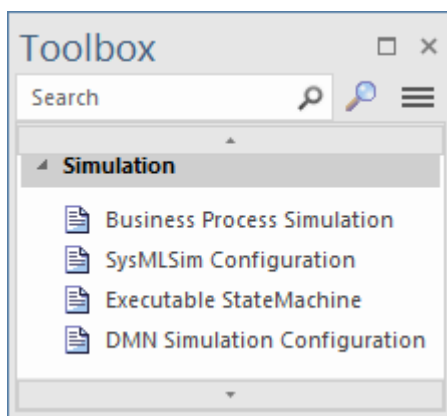 Toolbox
Search
Simulation
Business Process Simulation
SysMLSim Configuration
Executable StateMachine
DMN Simulation Configuration